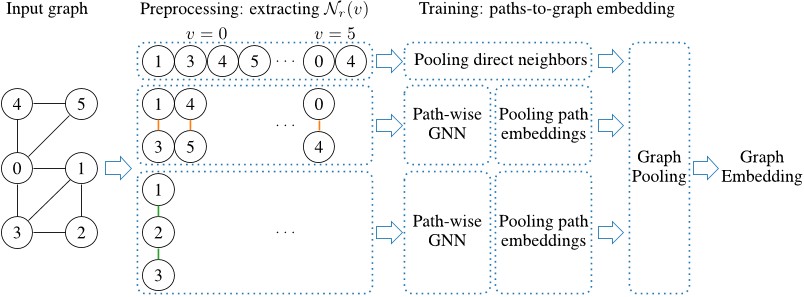 Input graph
Preprocessing: extracting 𝒩ᵣ(v)
Training: paths-to-graph embedding
v = 0
v = 5
1 3 4 5 ··· 0 4
Pooling direct neighbors
4 5
0 1
3 2
1 4 ··· 0
3 5 4
Path-wise
GNN
Pooling path
embeddings
1
2 ···
3
Path-wise
GNN
Pooling path
embeddings
Graph
Pooling
Graph
Embedding